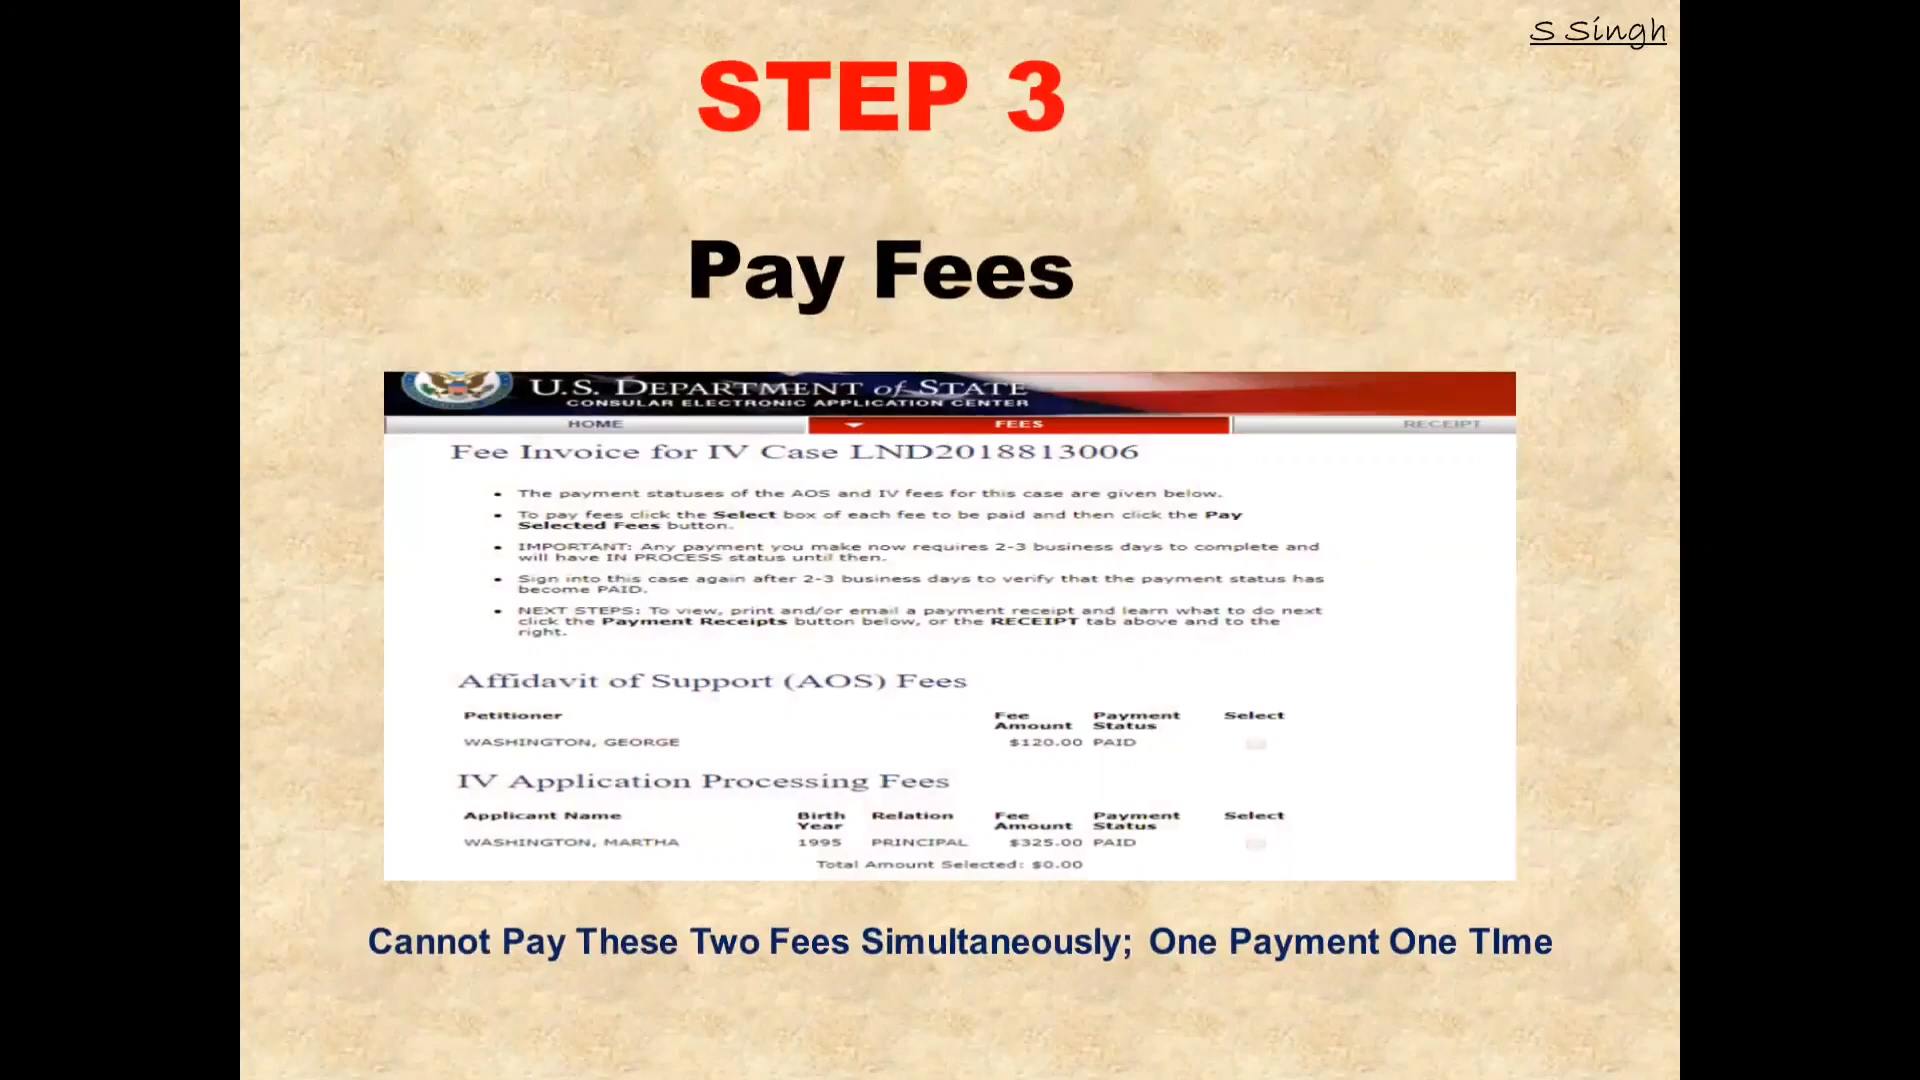 S Singh
STEP 3
Pay Fees
U.S. DEPARTMENT of STATE
CONSULAR ELECTRONIC APPLICATION CENTER
HOME FEES RECEIPT
Fee Invoice for IV Case LND2018813006
• The payment statuses of the AOS and IV fees for this case are given below.
• To pay fees click the Select box of each fee to be paid and then click the Pay
Selected Fees button.
• IMPORTANT: Any payment you make now requires 2-3 business days to complete and
will have IN PROCESS status until then.
• Sign into this case again after 2-3 business days to verify that the payment status has
become PAID.
• NEXT STEPS: To view, print and/or email a payment receipt and learn what to do next
click the Payment Receipts button below, or the RECEIPT tab above and to the
right.
Affidavit of Support (AOS) Fees
Petitioner Fee Amount Payment Status Select
WASHINGTON, GEORGE $120.00 PAID
IV Application Processing Fees
Applicant Name Birth Year Relation Fee Amount Payment Status Select
WASHINGTON, MARTHA 1995 PRINCIPAL $325.00 PAID
Total Amount Selected: $0.00
Cannot Pay These Two Fees Simultaneously; One Payment One TIme